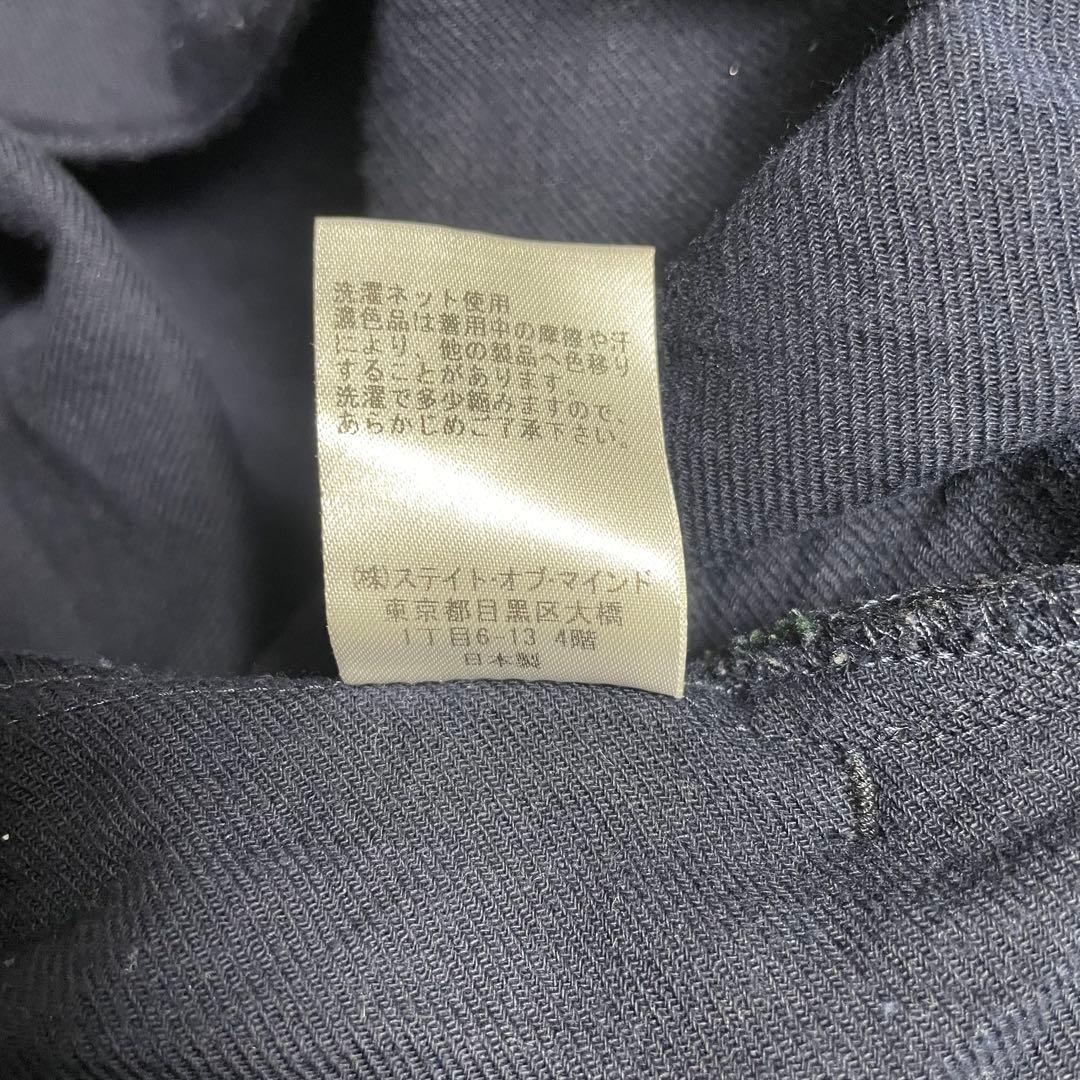 洗濯ネット使用
濃色品は着用中の摩擦や汗
により、他の製品へ色移り
することがあります。
洗濯で多少縮みますので、
あらかじめご了承下さい。
(株)ステイト・オブ・マインド
東京都目黒区大橋
1丁目6-13 4階
日本製